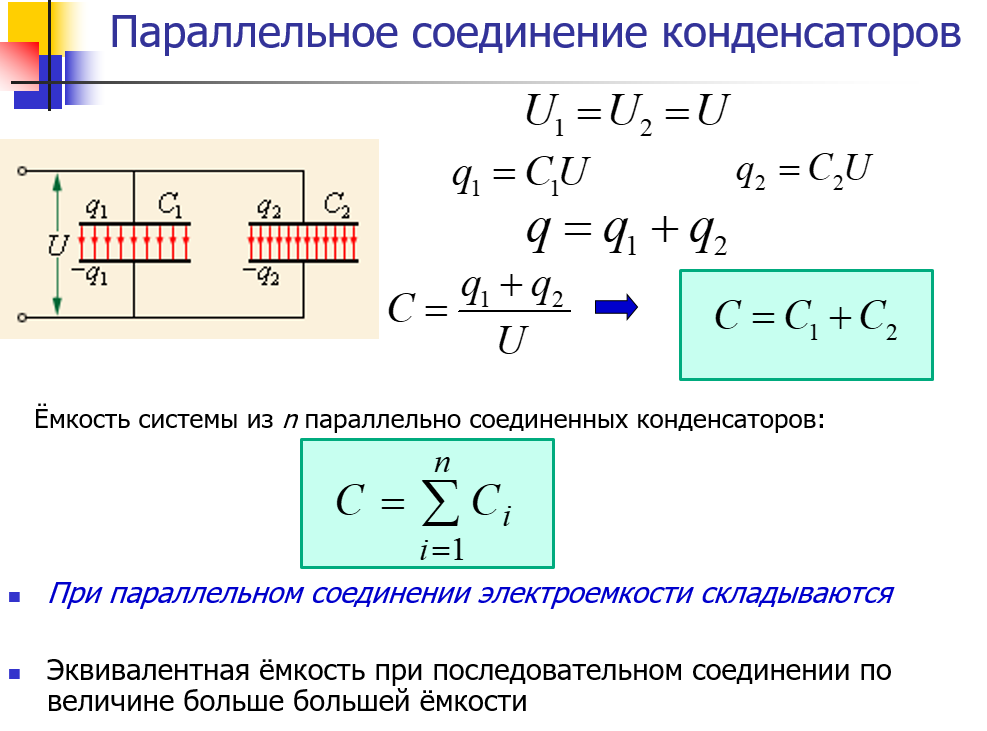 Параллельное соединение конденсаторов
U₁ = U₂ = U
q₁ = C₁U
q₂ = C₂U
q = q₁ + q₂
q₁ C₁ q₂ C₂
U
−q₁ −q₂
C = (q₁ + q₂) / U
C = C₁ + C₂
Ёмкость системы из n параллельно соединенных конденсаторов:
C = ∑ⁿᵢ₌₁ Cᵢ
При параллельном соединении электроемкости складываются
Эквивалентная ёмкость при последовательном соединении по
величине больше большей ёмкости